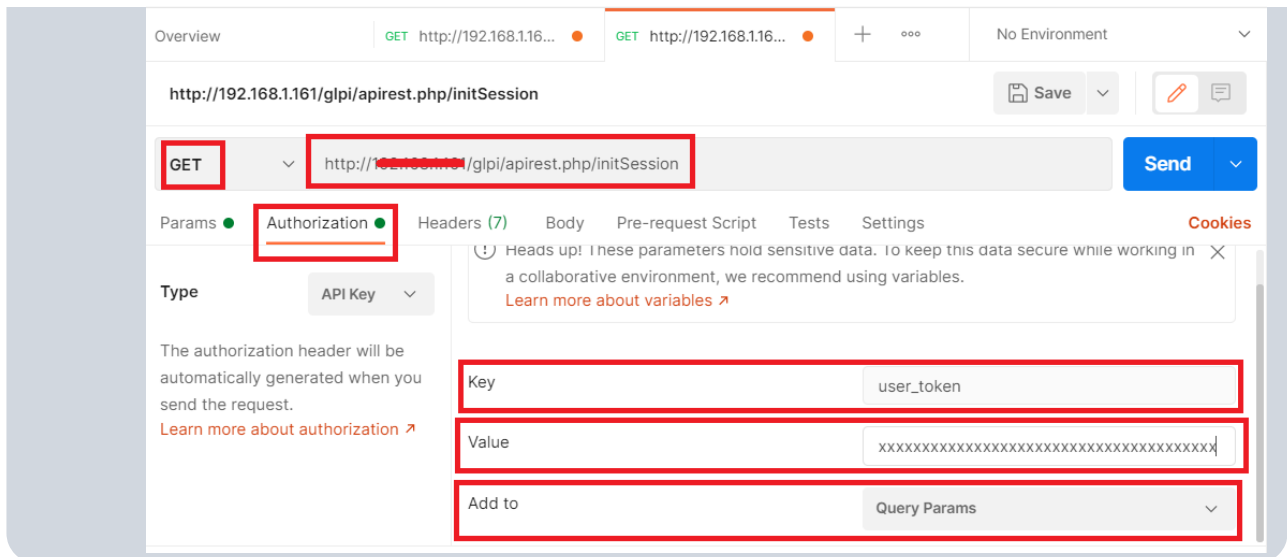 Overview GET http://192.168.1.16... GET http://192.168.1.16... + ooo No Environment
http://192.168.1.161/glpi/apirest.php/initSession Save
GET http:///glpi/apirest.php/initSession Send
Params Authorization Headers (7) Body Pre-request Script Tests Settings Cookies
Heads up! These parameters hold sensitive data. To keep this data secure while working in
a collaborative environment, we recommend using variables.
Learn more about variables ↗
Type API Key
The authorization header will be
automatically generated when you
send the request.
Learn more about authorization ↗
Key user_token
Value xxxxxxxxxxxxxxxxxxxxxxxxxxxxxxxxxxxxxxxx
Add to Query Params